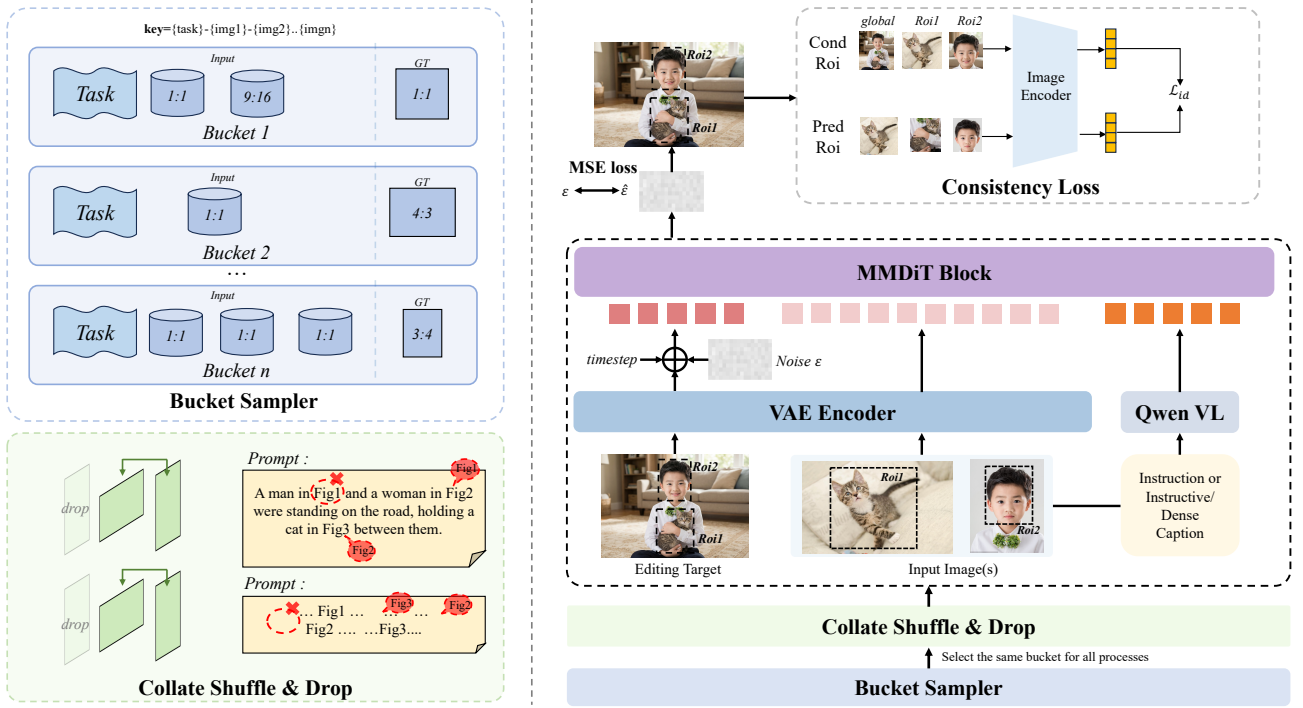 key={task}-{img1}-{img2}..{imgn}
Input
GT
Task
1:1
9:16
1:1
Bucket 1
Input
GT
Task
1:1
4:3
Bucket 2
...
Input
GT
Task
1:1
1:1
1:1
3:4
Bucket n
Bucket Sampler
drop
drop
Prompt :
Fig1
A man in Fig1 and a woman in Fig2
were standing on the road, holding a
cat in Fig3 between them.
Fig2
Prompt :
Fig3
Fig2
... Fig1 ... ... ...
Fig2 .... ...Fig3....
Collate Shuffle & Drop
Roi2
Roi1
MSE loss
ε
ε̂
global
Roi1
Roi2
Cond
Roi
Pred
Roi
Image
Encoder
ℒid
Consistency Loss
MMDiT Block
timestep
Noise ε
VAE Encoder
Qwen VL
Roi2
Roi1
Editing Target
Roi1
Roi2
Input Image(s)
Instruction or
Instructive/
Dense
Caption
Collate Shuffle & Drop
Select the same bucket for all processes
Bucket Sampler